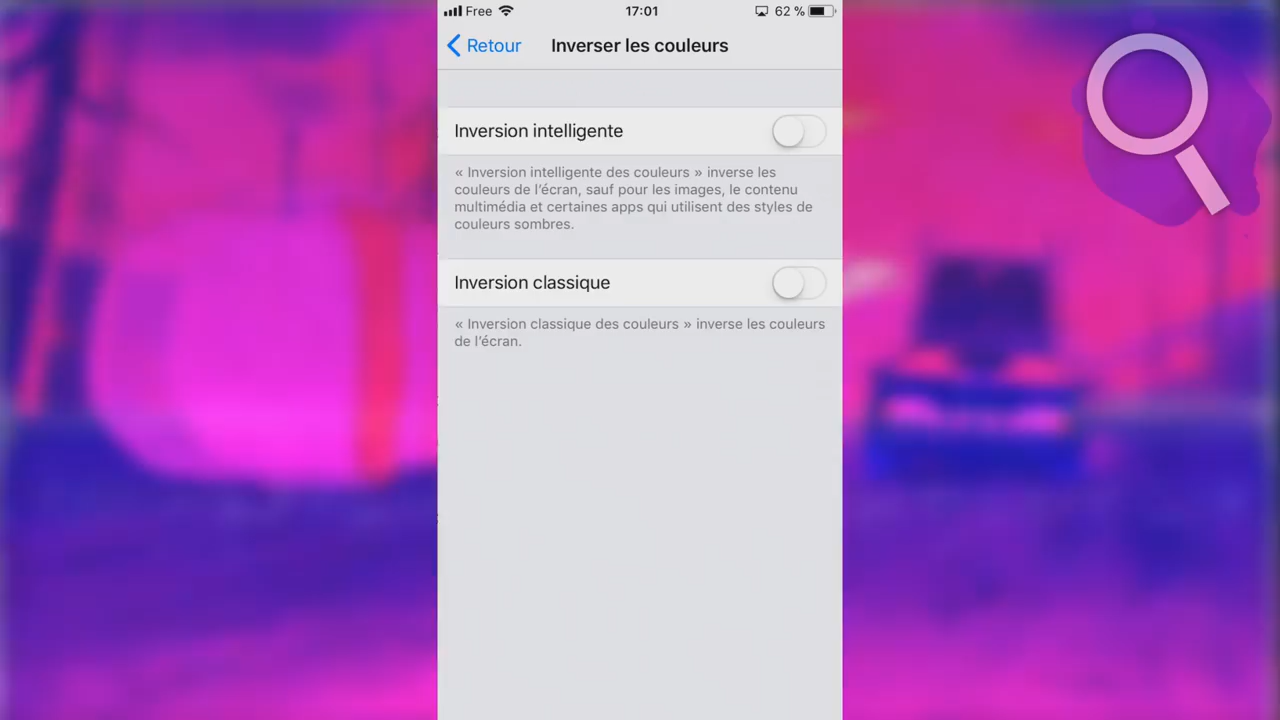 Free 17:01 62 %
Retour Inverser les couleurs
Inversion intelligente
« Inversion intelligente des couleurs » inverse les
couleurs de l’écran, sauf pour les images, le contenu
multimédia et certaines apps qui utilisent des styles de
couleurs sombres.
Inversion classique
« Inversion classique des couleurs » inverse les couleurs
de l’écran.